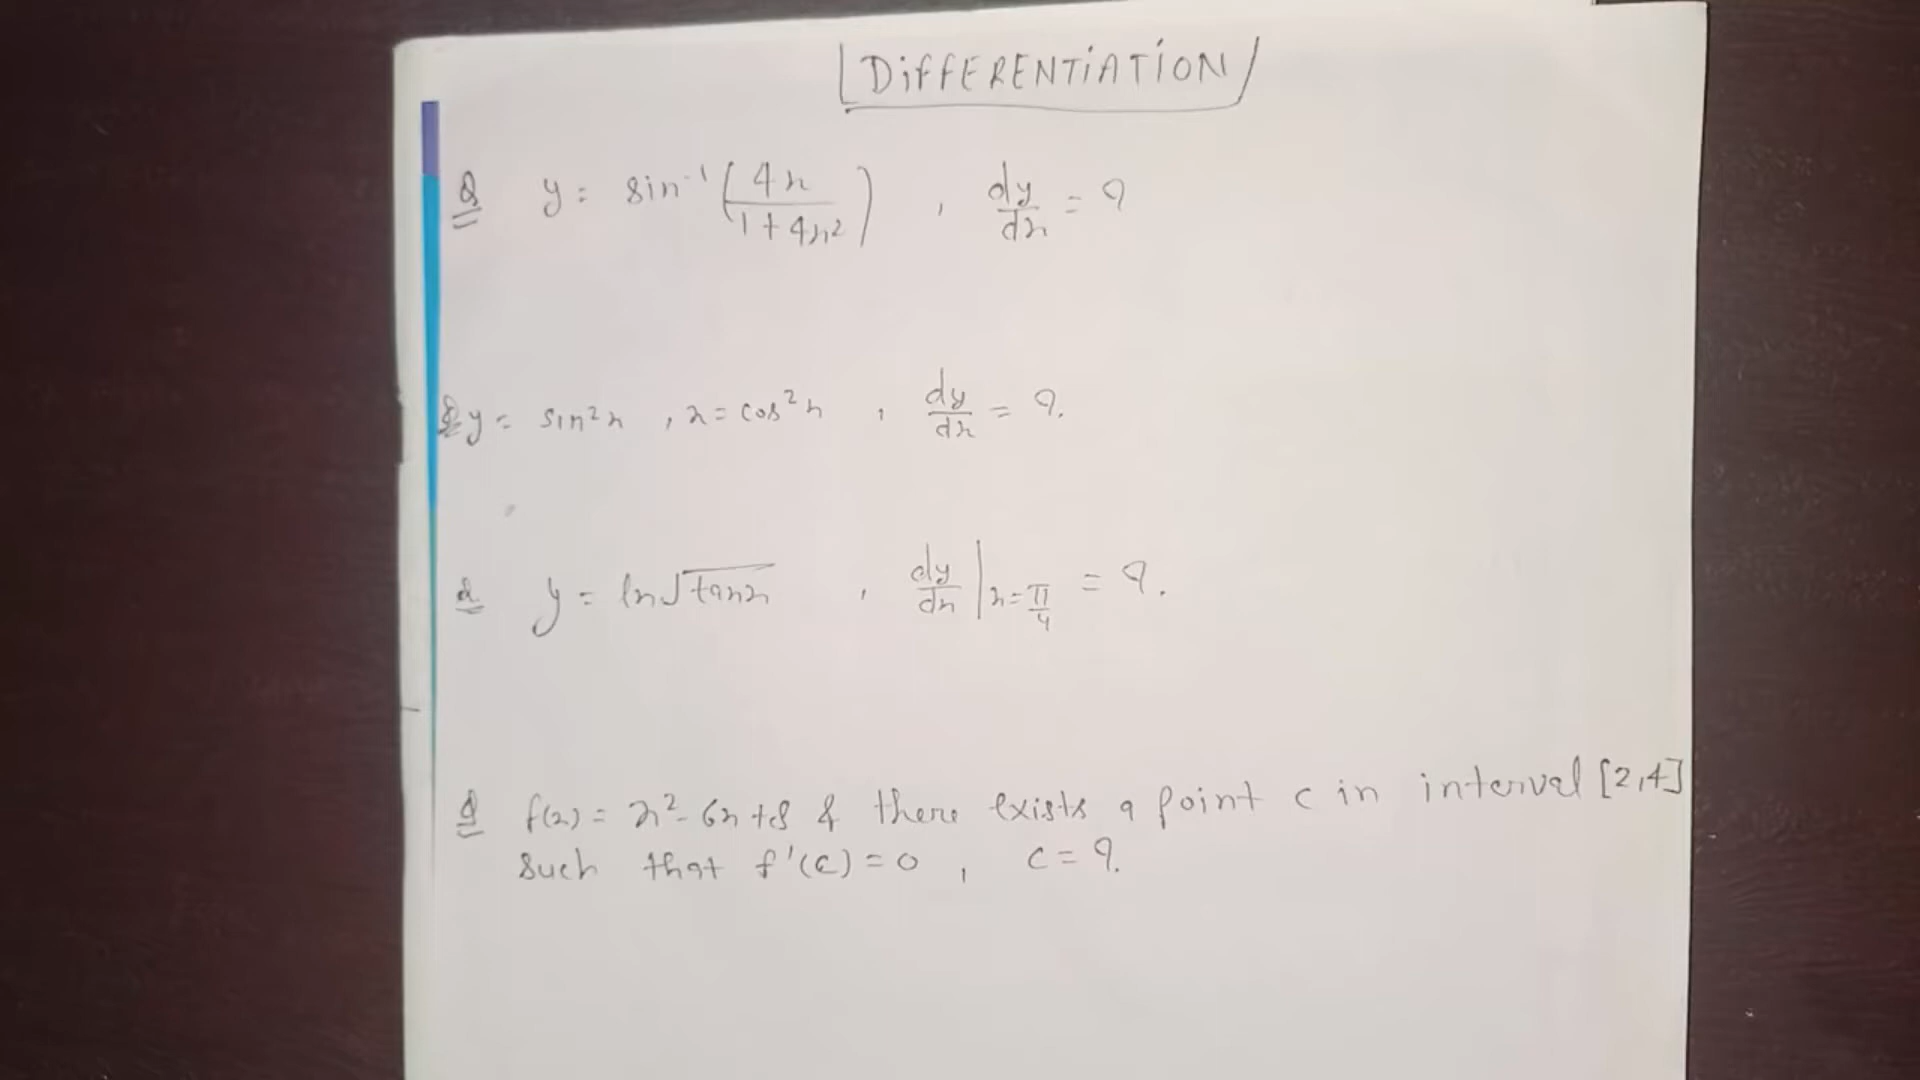 DiFFERENTiATiON
Q y = sin⁻¹(4x/(1+4x²)) , dy/dx = ?
Q y = sin²x , x = cos²x , dy/dx = ?.
Q y = ln√tanx , dy/dx |x=π/4 = ?.
Q f(x) = x²-6x+8 & there exists a point c in interval [2,4]
such that f'(c) = 0 , c = ?.